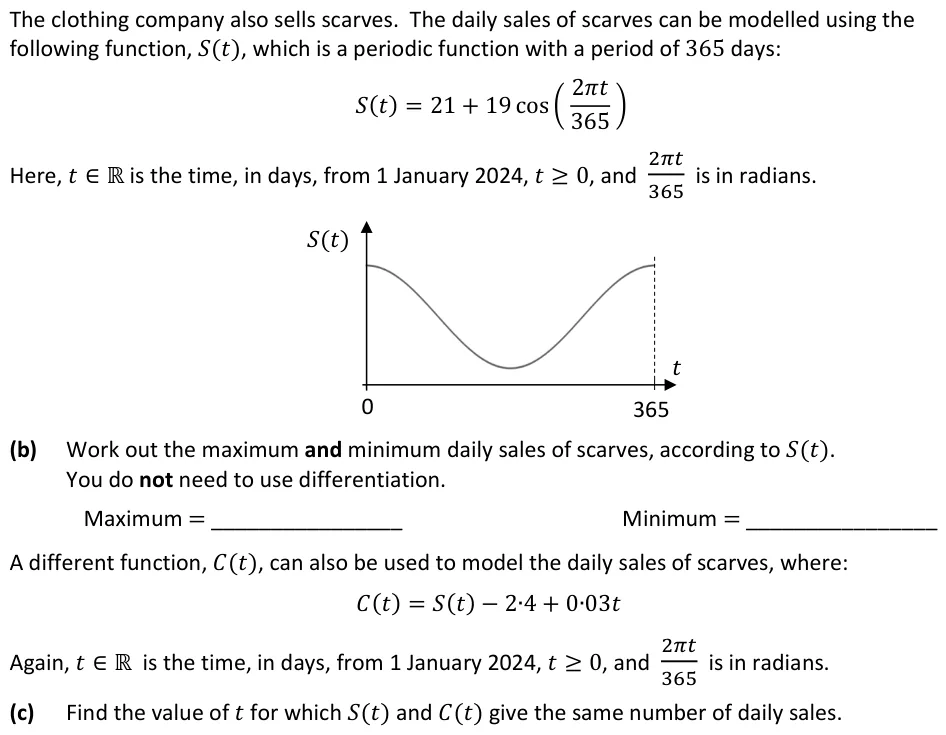 The clothing company also sells scarves. The daily sales of scarves can be modelled using the
following function, S(t), which is a periodic function with a period of 365 days:
S(t) = 21 + 19 cos(2πt/365)
Here, t ∈ ℝ is the time, in days, from 1 January 2024, t ≥ 0, and 2πt/365 is in radians.
S(t)
t
0 365
(b) Work out the maximum and minimum daily sales of scarves, according to S(t).
You do not need to use differentiation.
Maximum = ________________ Minimum = ________________
A different function, C(t), can also be used to model the daily sales of scarves, where:
C(t) = S(t) − 2·4 + 0·03t
Again, t ∈ ℝ is the time, in days, from 1 January 2024, t ≥ 0, and 2πt/365 is in radians.
(c) Find the value of t for which S(t) and C(t) give the same number of daily sales.